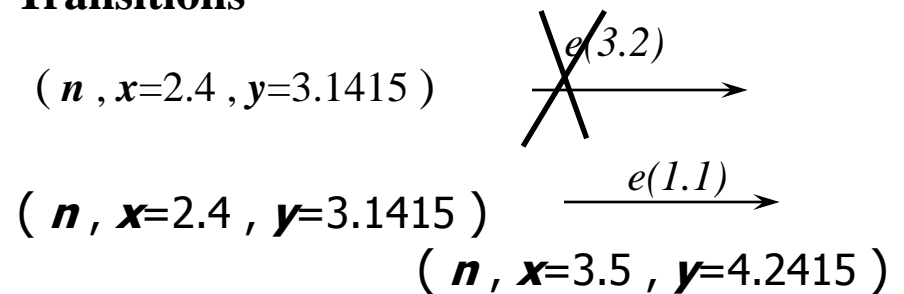 Transitions
e(3.2)
( n , x=2.4 , y=3.1415 )
e(1.1)
( n , x=2.4 , y=3.1415 )
( n , x=3.5 , y=4.2415 )